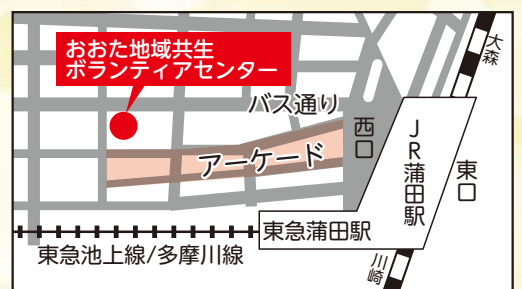 おおた地域共生
ボランティアセンター
大森
バス通り
西口
JR蒲田駅
東口
アーケード
東急蒲田駅
東急池上線/多摩川線
川崎